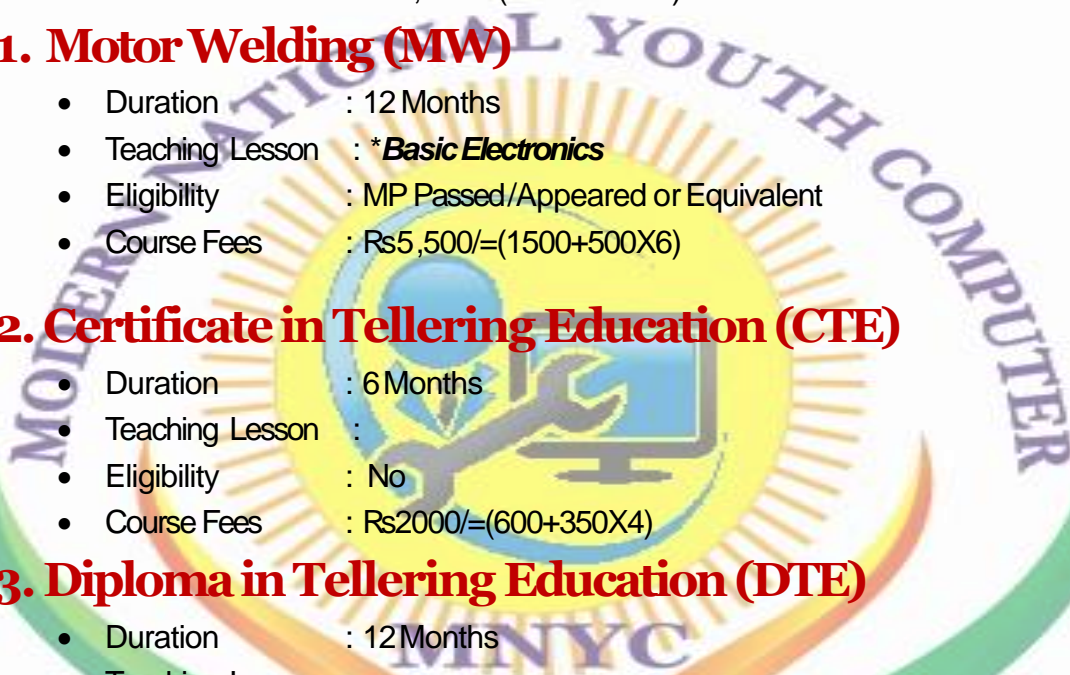 1. Motor Welding (MW)
• Duration : 12 Months
• Teaching Lesson : *Basic Electronics
• Eligibility : MP Passed/Appeared or Equivalent
• Course Fees : Rs5,500/=(1500+500X6)
2. Certificate in Tellering Education (CTE)
• Duration : 6 Months
• Teaching Lesson :
• Eligibility : No
• Course Fees : Rs2000/=(600+350X4)
3. Diploma in Tellering Education (DTE)
• Duration : 12 Months
MODERN NATIONAL YOUTH COMPUTER
MNYC